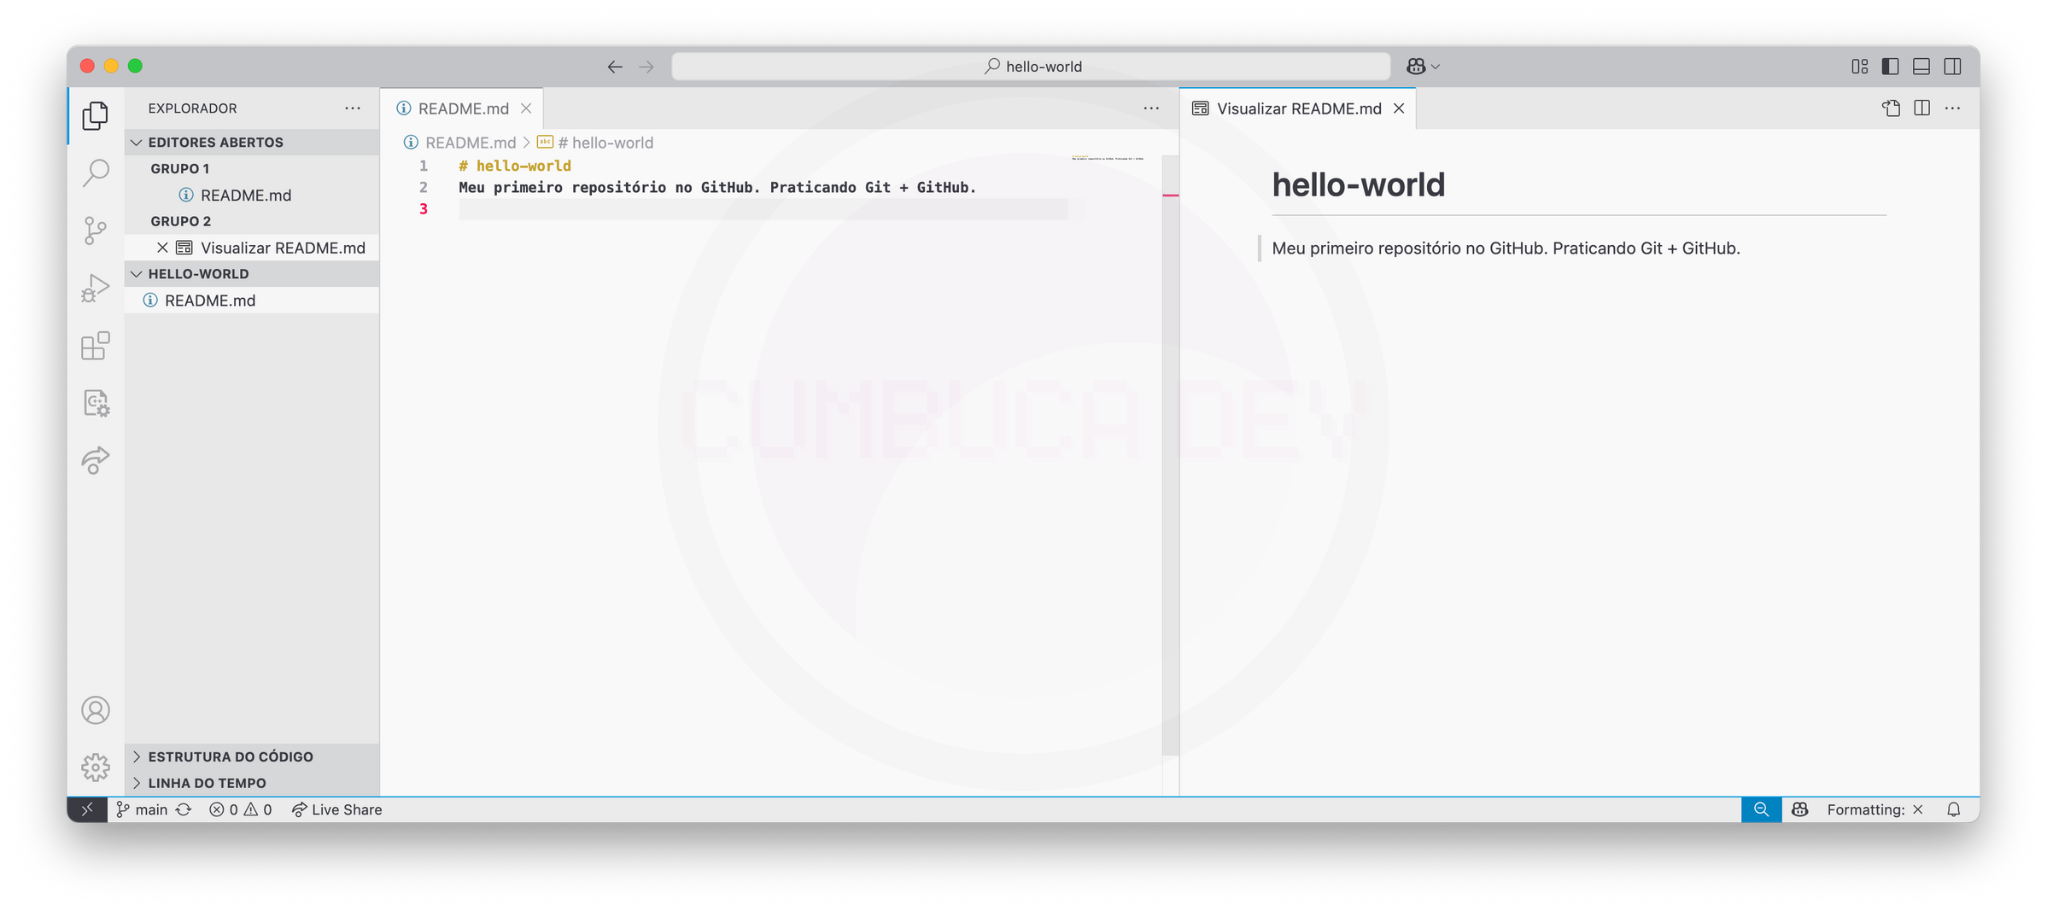 hello-world
EXPLORADOR
EDITORES ABERTOS
GRUPO 1
README.md
GRUPO 2
Visualizar README.md
HELLO-WORLD
README.md
ESTRUTURA DO CÓDIGO
LINHA DO TEMPO
README.md
README.md > # hello-world
1 # hello-world
2 Meu primeiro repositório no GitHub. Praticando Git + GitHub.
3
Visualizar README.md
hello-world
Meu primeiro repositório no GitHub. Praticando Git + GitHub.
CUMBUCA DEV
main 0 0 Live Share
Formatting: